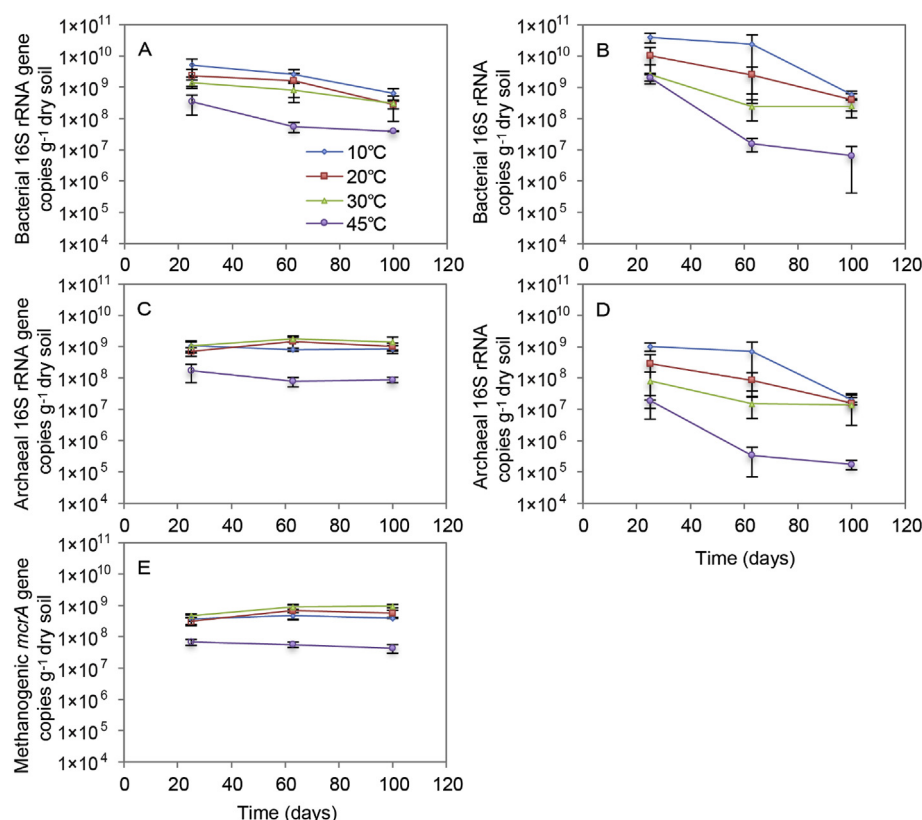 A
Bacterial 16S rRNA gene
copies g⁻¹ dry soil
1×10¹¹
1×10¹⁰
1×10⁹
1×10⁸
1×10⁷
1×10⁶
1×10⁵
1×10⁴
10℃
20℃
30℃
45℃
0 20 40 60 80 100 120
B
Bacterial 16S rRNA
copies g⁻¹ dry soil
1×10¹¹
1×10¹⁰
1×10⁹
1×10⁸
1×10⁷
1×10⁶
1×10⁵
1×10⁴
0 20 40 60 80 100 120
C
Archaeal 16S rRNA gene
copies g⁻¹ dry soil
1×10¹¹
1×10¹⁰
1×10⁹
1×10⁸
1×10⁷
1×10⁶
1×10⁵
1×10⁴
0 20 40 60 80 100 120
D
Archaeal 16S rRNA
copies g⁻¹ dry soil
1×10¹¹
1×10¹⁰
1×10⁹
1×10⁸
1×10⁷
1×10⁶
1×10⁵
1×10⁴
0 20 40 60 80 100 120
Time (days)
E
Methanogenic mcrA gene
copies g⁻¹ dry soil
1×10¹¹
1×10¹⁰
1×10⁹
1×10⁸
1×10⁷
1×10⁶
1×10⁵
1×10⁴
0 20 40 60 80 100 120
Time (days)